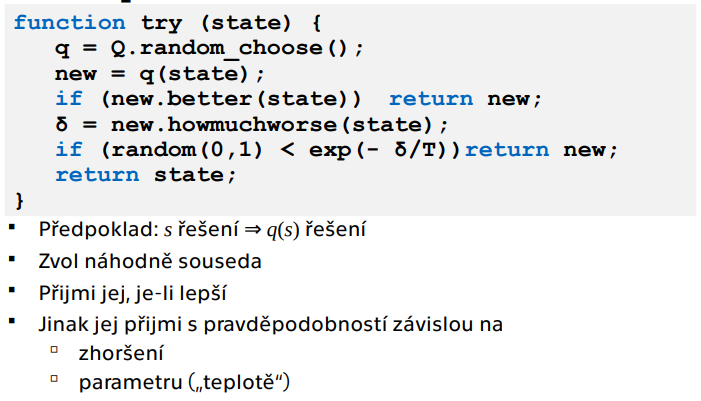 function try (state) {
q = Q.random_choose();
new = q(state);
if (new.better(state)) return new;
δ = new.howmuchworse(state);
if (random(0,1) < exp(- δ/T))return new;
return state;
}
▪ Předpoklad: s řešení ⇒ q(s) řešení
▪ Zvol náhodně souseda
▪ Přijmi jej, je-li lepší
▪ Jinak jej přijmi s pravděpodobností závislou na
▫ zhoršení
▫ parametru („teplotě“)